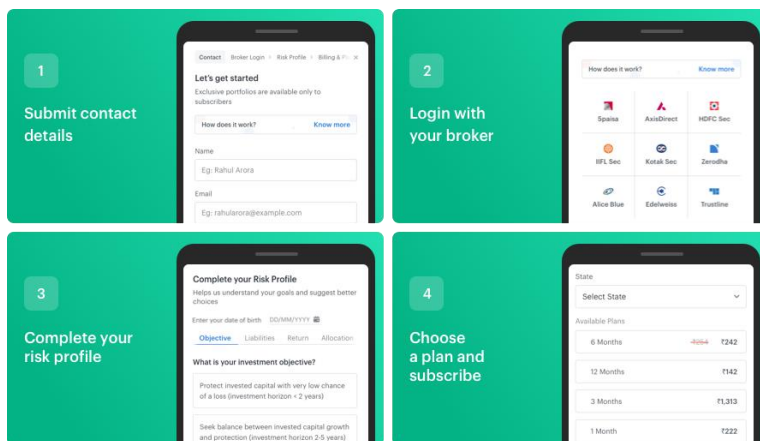 1
Submit contact
details
Contact Broker Login Risk Profile Billing &
Let's get started
Exclusive portfolios are available only to
subscribers
How does it work? Know more
Name
Eg: Rahul Arora
Email
Eg: rahularora@example.com
2
Login with
your broker
How does it work? Know more
5paisa AxisDirect HDFC Sec
IIFL Sec Kotak Sec Zerodha
Alice Blue Edelweiss Trustline
3
Complete your
risk profile
Complete your Risk Profile
Helps us understand your goals and suggest better
choices
Enter your date of birth DD/MM/YYYY
Objective Liabilities Return Allocation
What is your investment objective?
Protect invested capital with very low chance
of a loss (investment horizon < 2 years)
Seek balance between invested capital growth
and protection (investment horizon 2-5 years)
4
Choose
a plan and
subscribe
State
Select State
Available Plans
6 Months ₹264 ₹242
12 Months ₹142
3 Months ₹1,313
1 Month ₹222